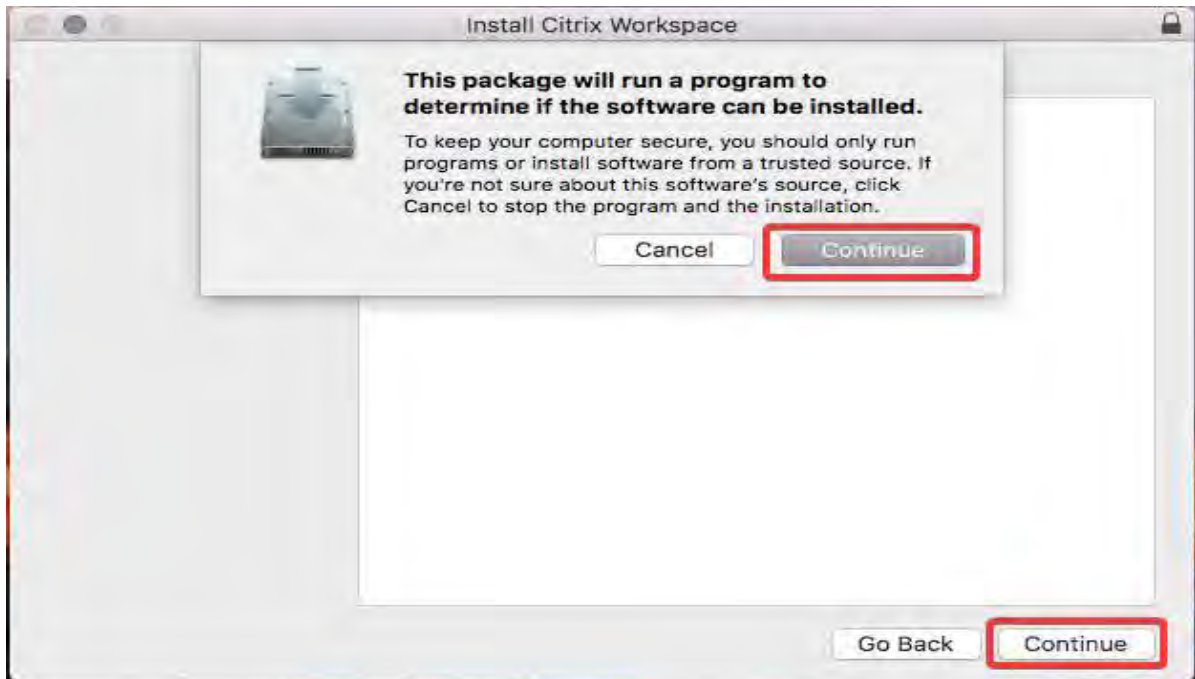 Install Citrix Workspace
This package will run a program to
determine if the software can be installed.
To keep your computer secure, you should only run
programs or install software from a trusted source. If
you're not sure about this software's source, click
Cancel to stop the program and the installation.
Cancel
Continue
Go Back
Continue